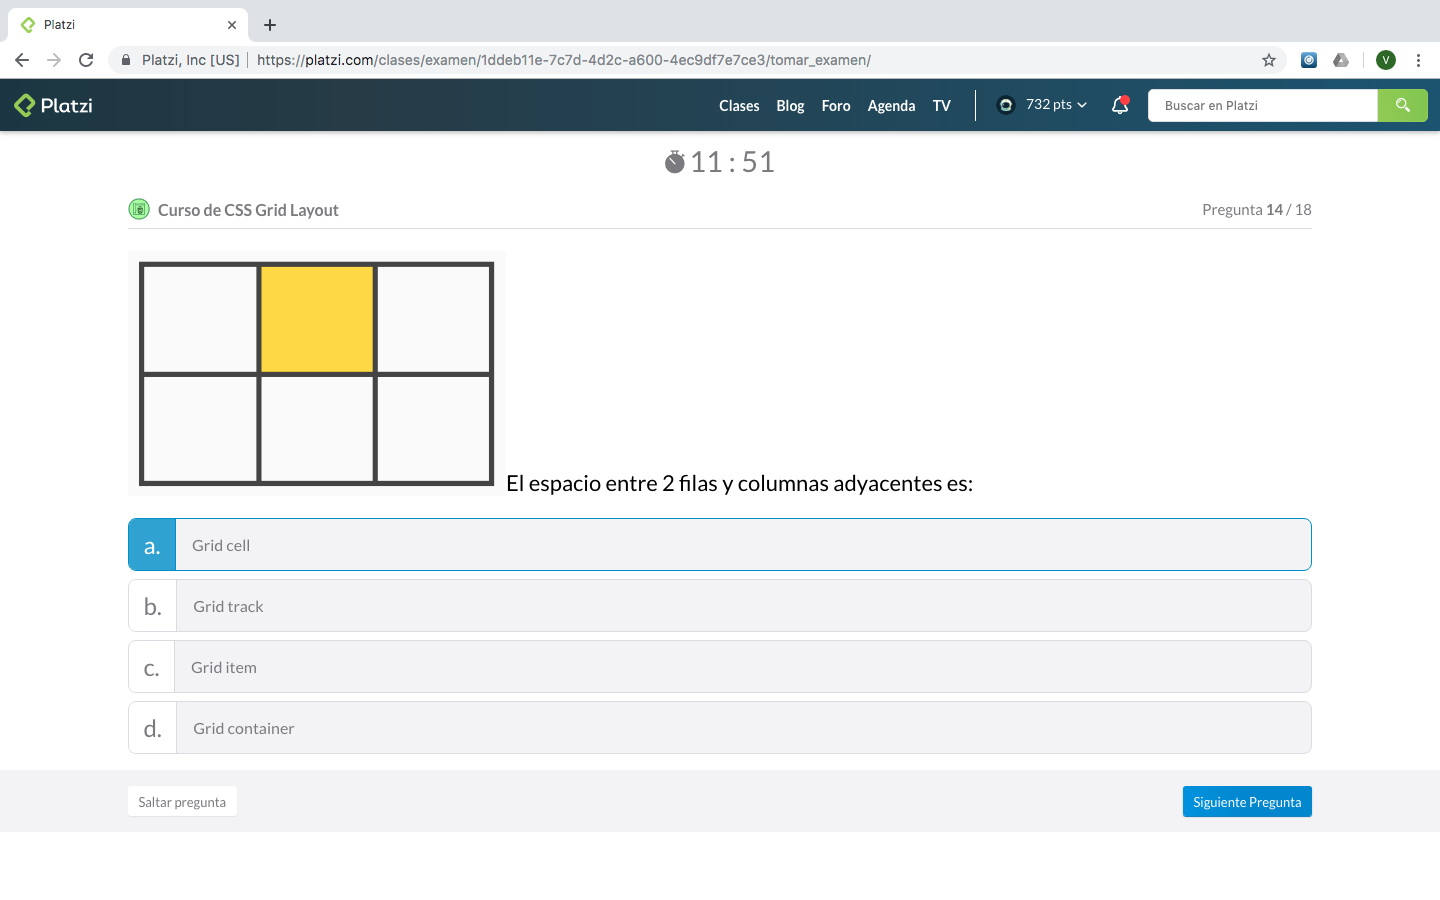 Platzi
Platzi, Inc [US]
https://platzi.com/clases/examen/1ddeb11e-7c7d-4d2c-a600-4ec9df7e7ce3/tomar_examen/
V
Platzi
Clases
Blog
Foro
Agenda
TV
732 pts
Buscar en Platzi
11 : 51
Curso de CSS Grid Layout
Pregunta 14 / 18
El espacio entre 2 filas y columnas adyacentes es:
a. Grid cell
b. Grid track
c. Grid item
d. Grid container
Saltar pregunta
Siguiente Pregunta